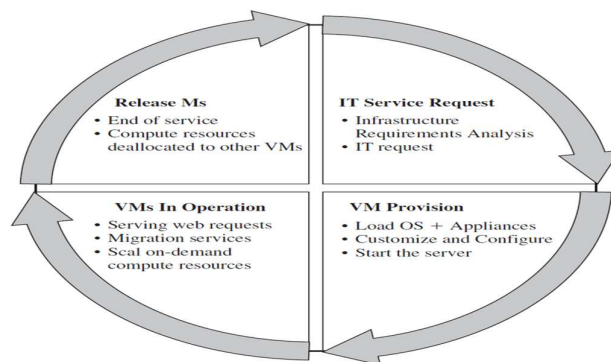 Release Ms
• End of service
• Compute resources
deallocated to other VMs
IT Service Request
• Infrastructure
Requirements Analysis
• IT request
VMs In Operation
• Serving web requests
• Migration services
• Scal on-demand
compute resources
VM Provision
• Load OS + Appliances
• Customize and Configure
• Start the server